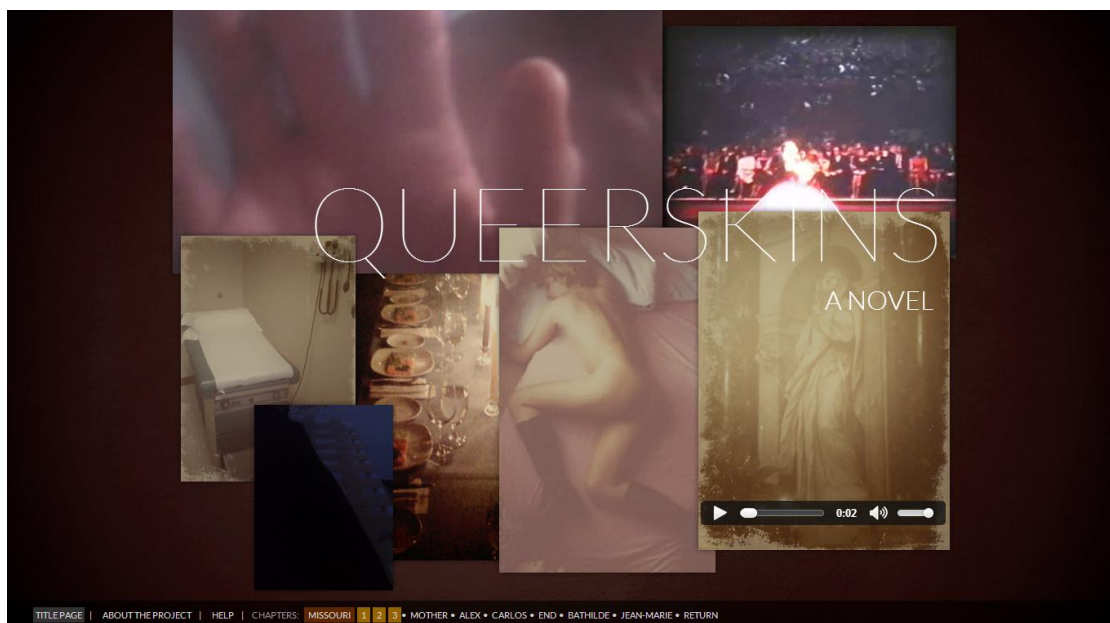 QUEERSKINS
A NOVEL
0:02
TITLE PAGE | ABOUT THE PROJECT | HELP | CHAPTERS: MISSOURI 1 2 3 • MOTHER • ALEX • CARLOS • END • BATHILDE • JEAN-MARIE • RETURN